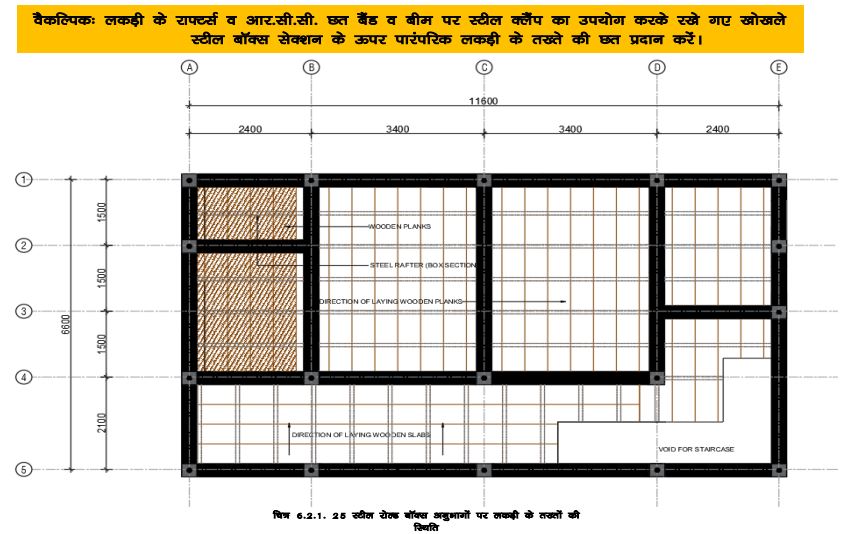 वैकल्पिकः लकड़ी के राफ्टर्स व आर.सी.सी. छत बैंड व बीम पर स्टील क्लैंप का उपयोग करके रखे गए खोखले
स्टील बॉक्स सेक्शन के ऊपर पारंपरिक लकड़ी के तख्ते की छत प्रदान करें।
A B C D E
11600
2400 3400 3400 2400
1
1500
WOODEN PLANKS
2
STEEL RAFTER (BOX SECTION
1500
DIRECTION OF LAYING WOODEN PLANKS
3
6600
1500
4
2100
DIRECTION OF LAYING WOODEN SLABS
VOID FOR STAIRCASE
5
चित्र 6.2.1. 25 स्टील रोल्ड बॉक्स अनुभागों पर लकड़ी के तख्तों की
स्थिति